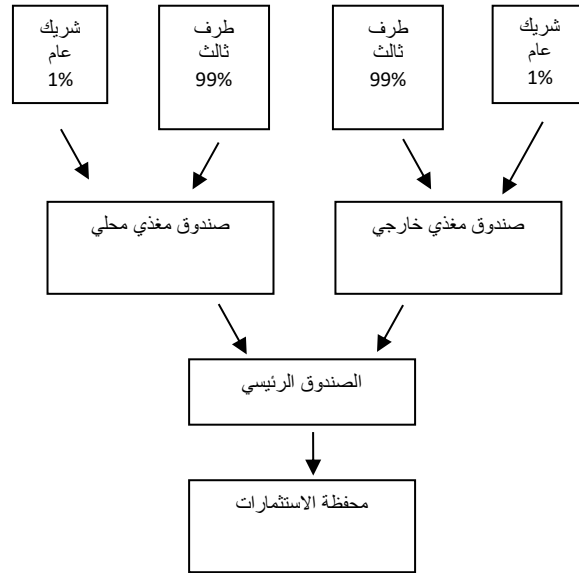 شريك
عام
1%
طرف
ثالث
99%
طرف
ثالث
99%
شريك
عام
1%
صندوق مغذي خارجي
صندوق مغذي محلي
الصندوق الرئيسي
محفظة الاستثمارات